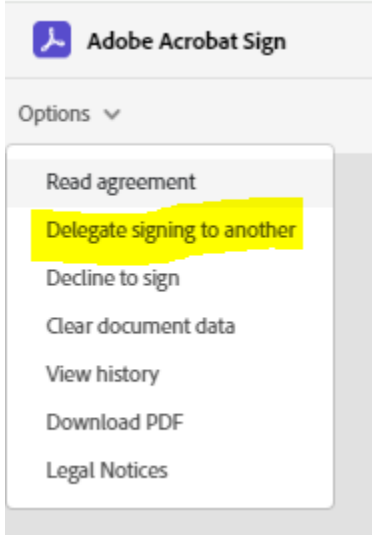 Adobe Acrobat Sign
Options
Read agreement
Delegate signing to another
Decline to sign
Clear document data
View history
Download PDF
Legal Notices